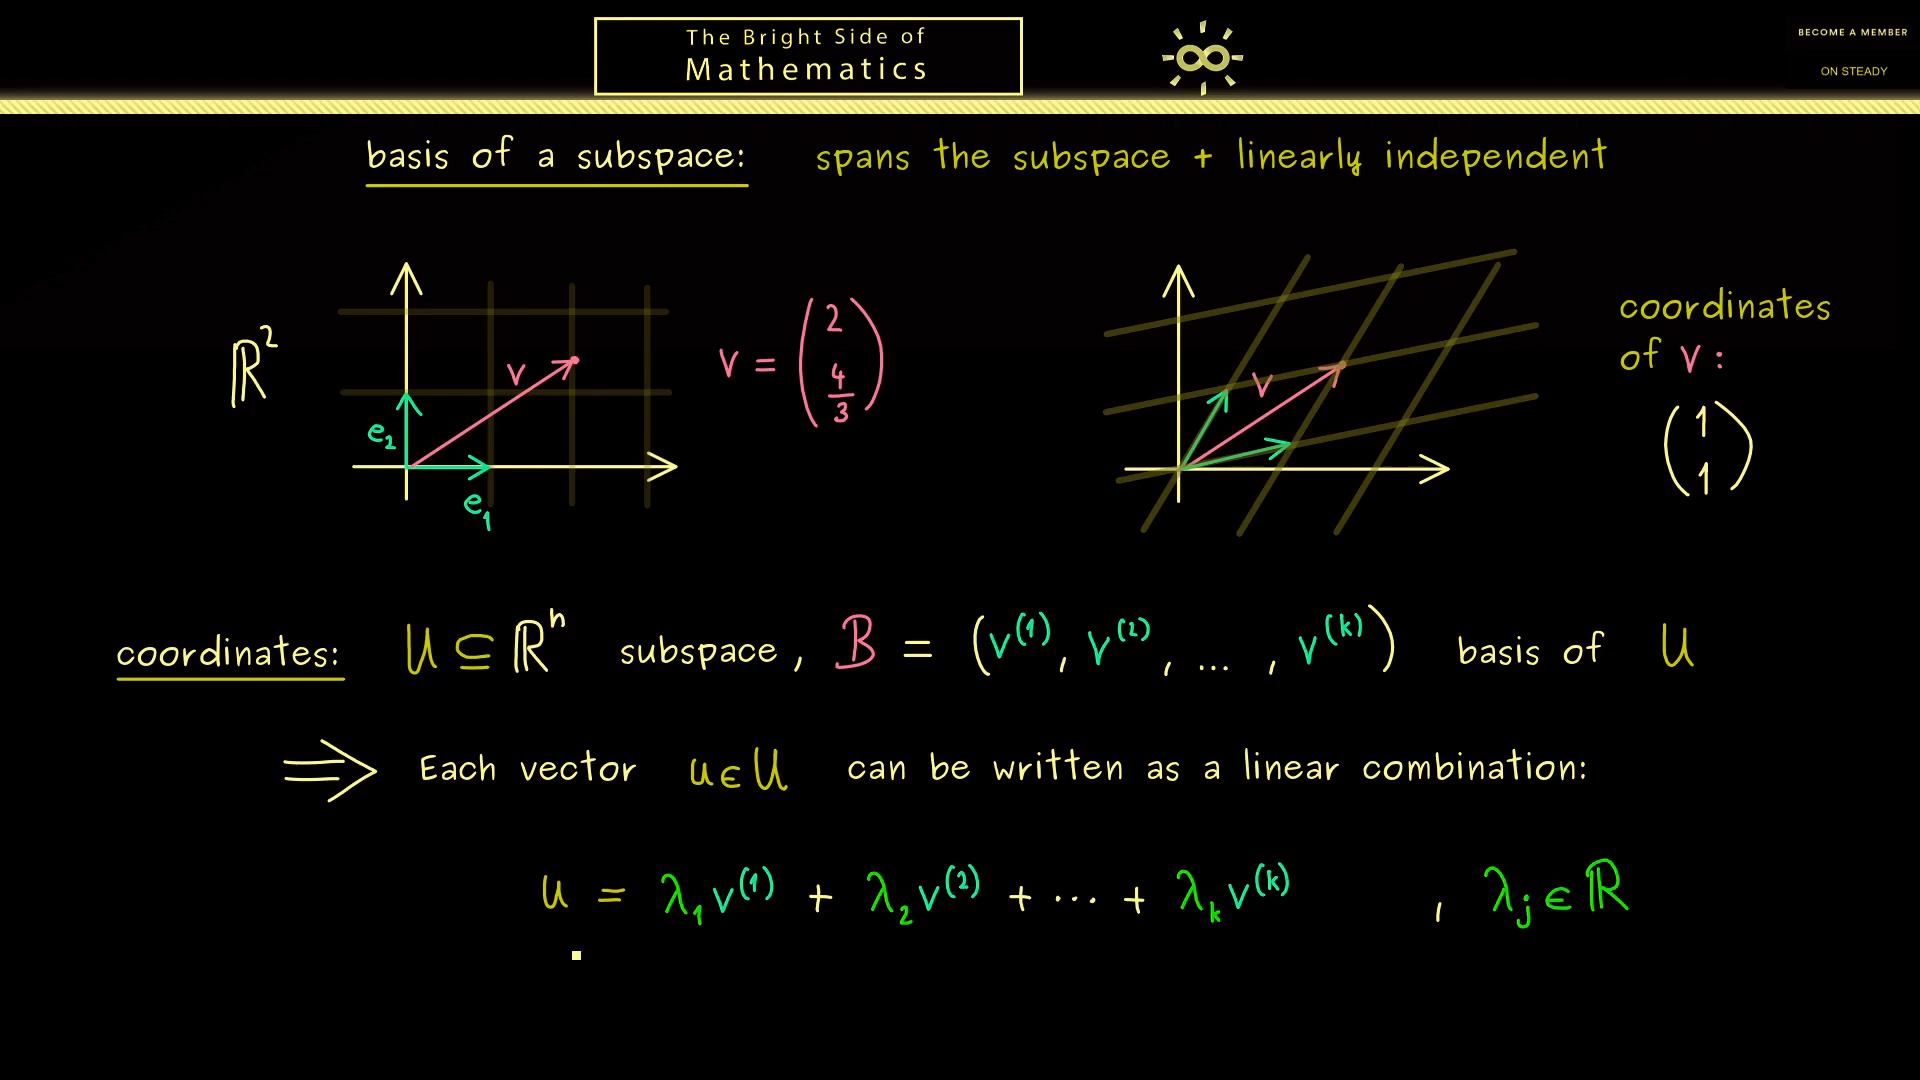 The Bright Side of
Mathematics
BECOME A MEMBER
ON STEADY
basis of a subspace: spans the subspace + linearly independent
ℝ² e₂ e₁ v v = (2 4/3) v
coordinates
of v:
(1 1)
coordinates: U ⊆ ℝⁿ subspace, ℬ = (v⁽¹⁾, v⁽²⁾, ... , v⁽ᵏ⁾) basis of U
⇒ Each vector u ∈ U can be written as a linear combination:
u = λ₁v⁽¹⁾ + λ₂v⁽²⁾ + ··· + λₖv⁽ᵏ⁾ , λⱼ ∈ ℝ